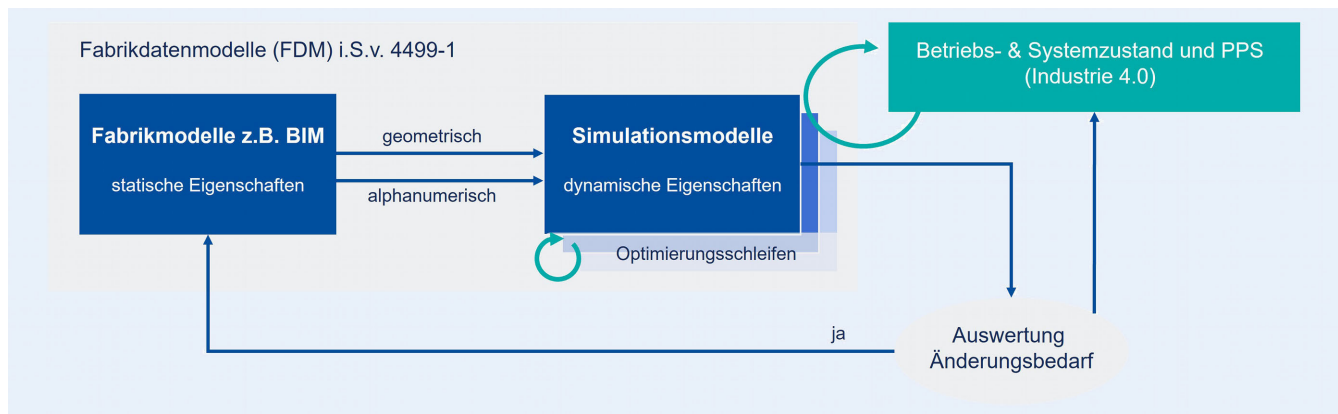 Fabrikdatenmodelle (FDM) i.S.v. 4499-1
Betriebs- & Systemzustand und PPS
(Industrie 4.0)
Fabrikmodelle z.B. BIM
statische Eigenschaften
geometrisch
alphanumerisch
Simulationsmodelle
dynamische Eigenschaften
Optimierungsschleifen
ja
Auswertung
Änderungsbedarf